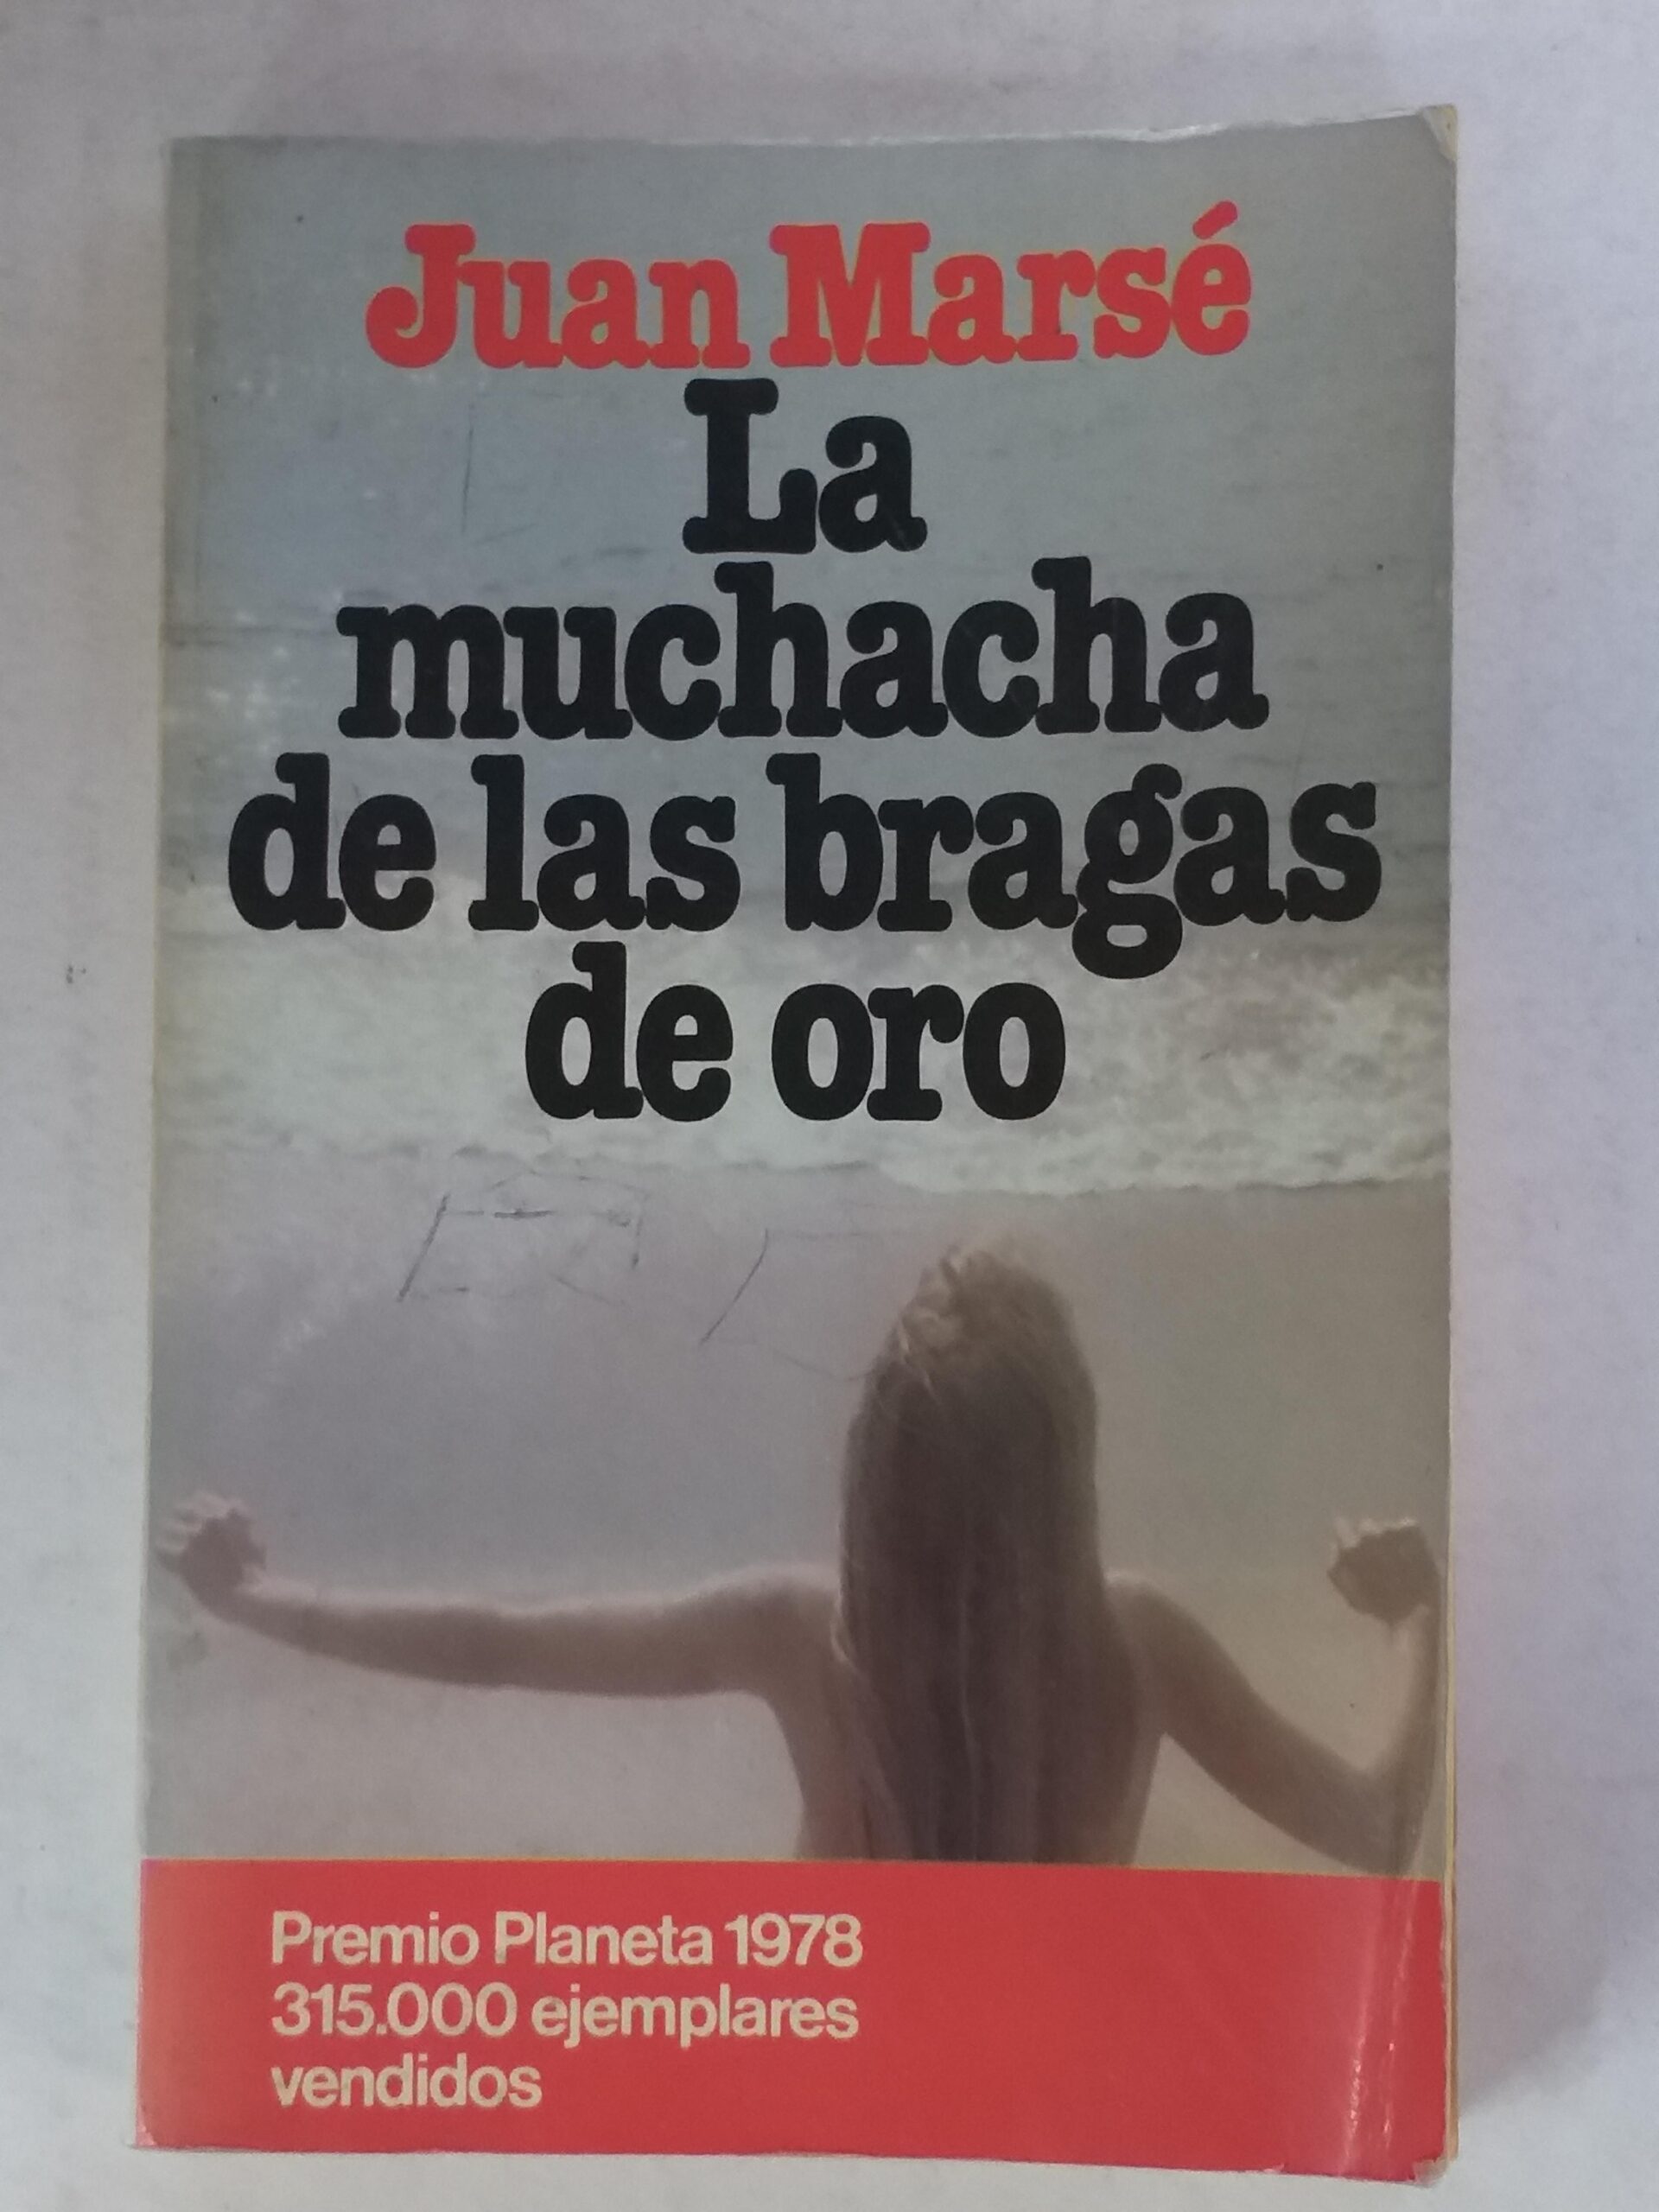 Juan Marsé
La
muchacha
de las bragas
de oro
Premio Planeta 1978
315.000 ejemplares
vendidos